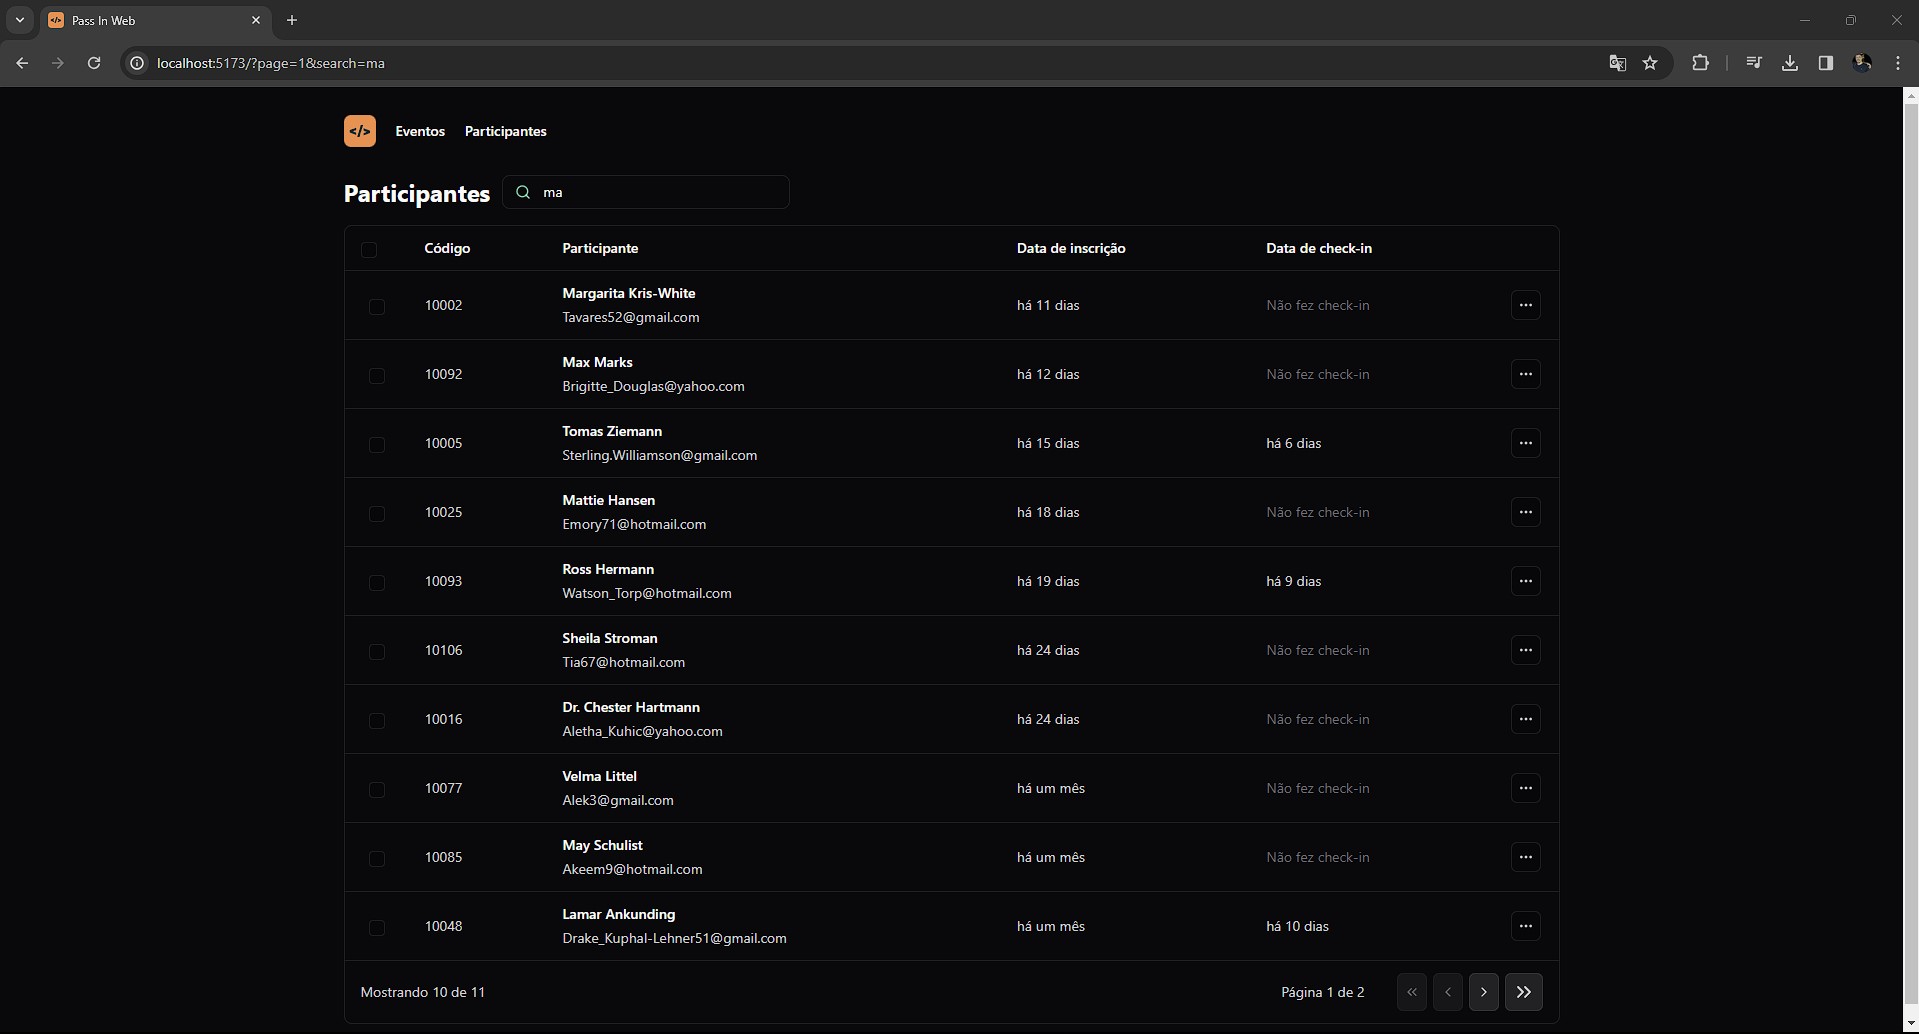 Pass In Web
localhost:5173/?page=1&search=ma
</> Eventos Participantes
Participantes ma
Código Participante Data de inscrição Data de check-in
10002 Margarita Kris-White há 11 dias Não fez check-in
Tavares52@gmail.com
10092 Max Marks há 12 dias Não fez check-in
Brigitte_Douglas@yahoo.com
10005 Tomas Ziemann há 15 dias há 6 dias
Sterling.Williamson@gmail.com
10025 Mattie Hansen há 18 dias Não fez check-in
Emory71@hotmail.com
10093 Ross Hermann há 19 dias há 9 dias
Watson_Torp@hotmail.com
10106 Sheila Stroman há 24 dias Não fez check-in
Tia67@hotmail.com
10016 Dr. Chester Hartmann há 24 dias Não fez check-in
Aletha_Kuhic@yahoo.com
10077 Velma Littel há um mês Não fez check-in
Alek3@gmail.com
10085 May Schulist há um mês Não fez check-in
Akeem9@hotmail.com
10048 Lamar Ankunding há um mês há 10 dias
Drake_Kuphal-Lehner51@gmail.com
Mostrando 10 de 11 Página 1 de 2